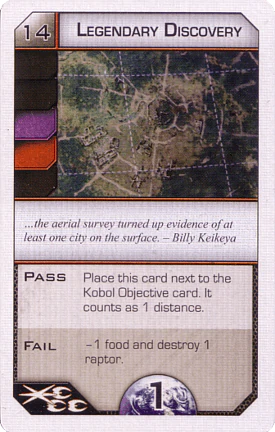 14 LEGENDARY DISCOVERY
...the aerial survey turned up evidence of at
least one city on the surface. – Billy Keikeya
PASS Place this card next to the
Kobol Objective card. It
counts as 1 distance.
FAIL –1 food and destroy 1
raptor.
1